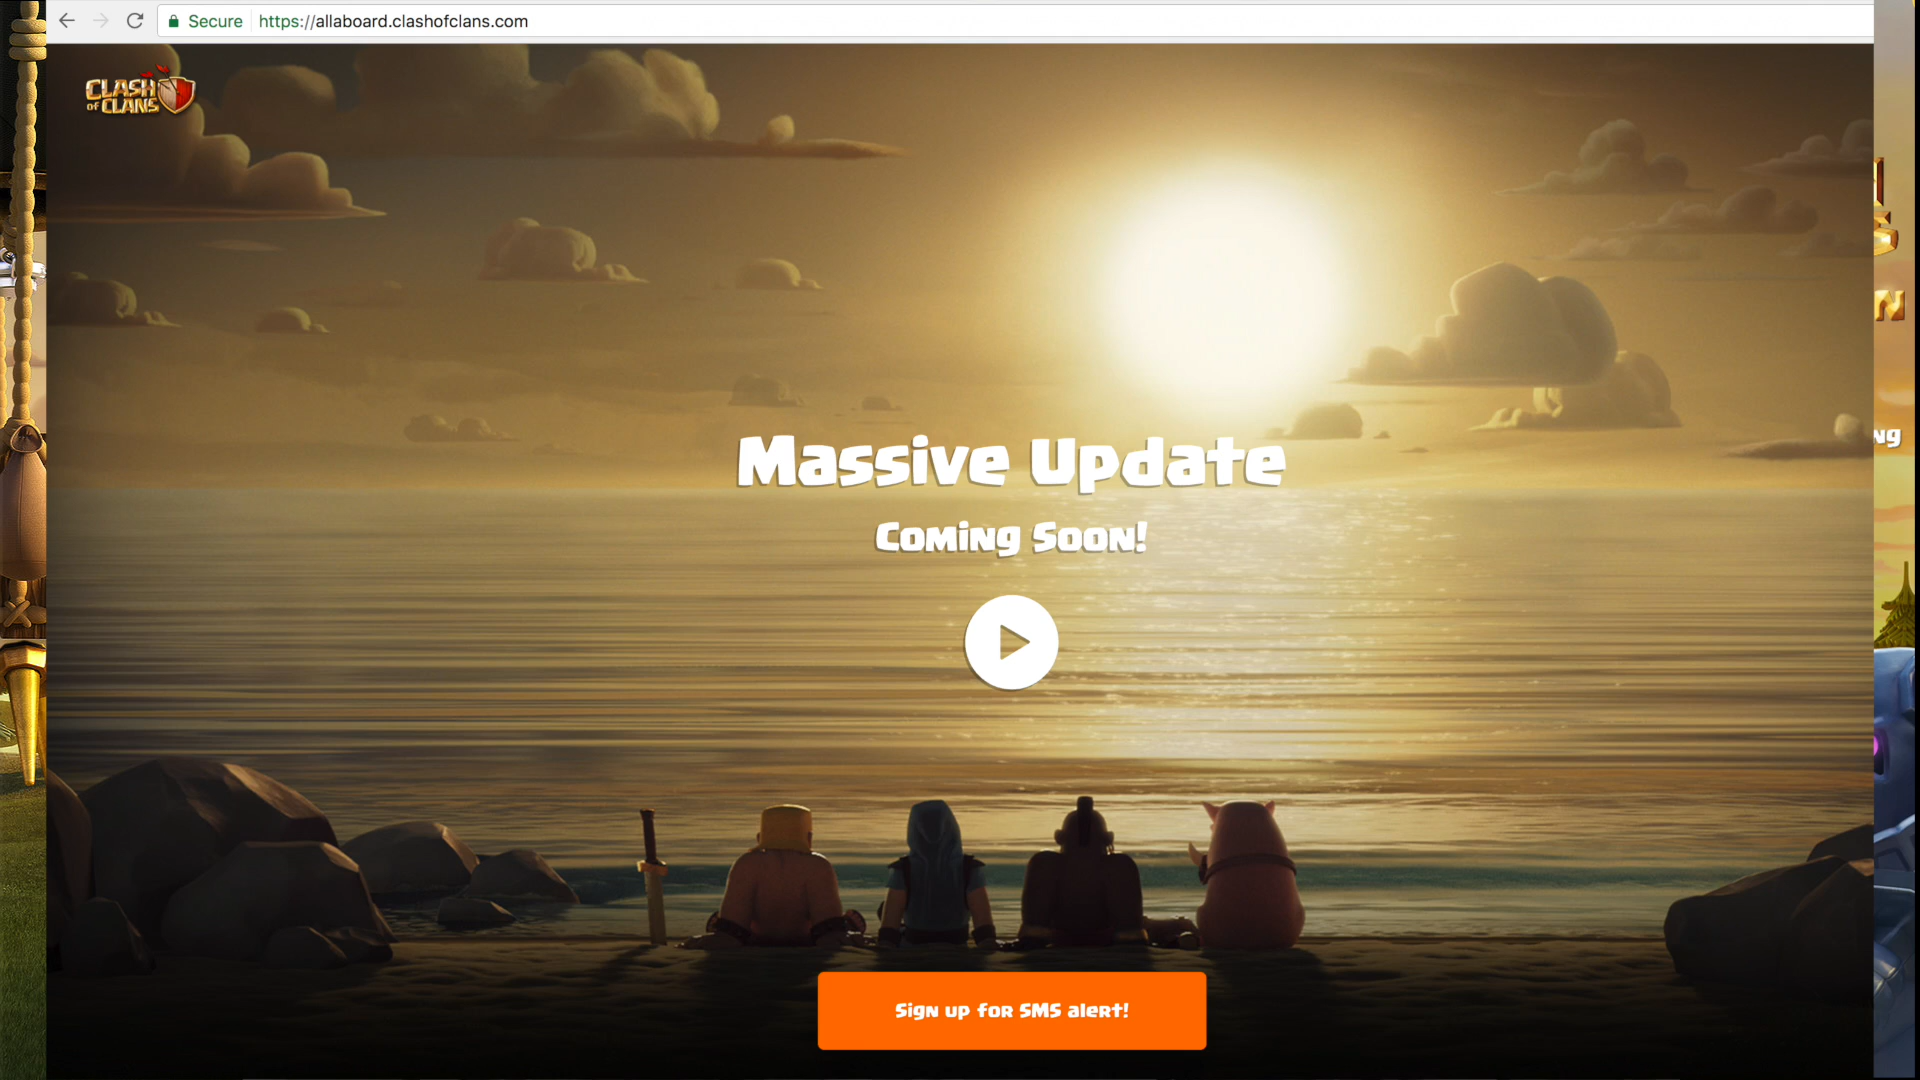 Secure
https://allaboard.clashofclans.com
CLASH
OF CLANS
Massive Update
Coming Soon!
Sign up for SMS alert!